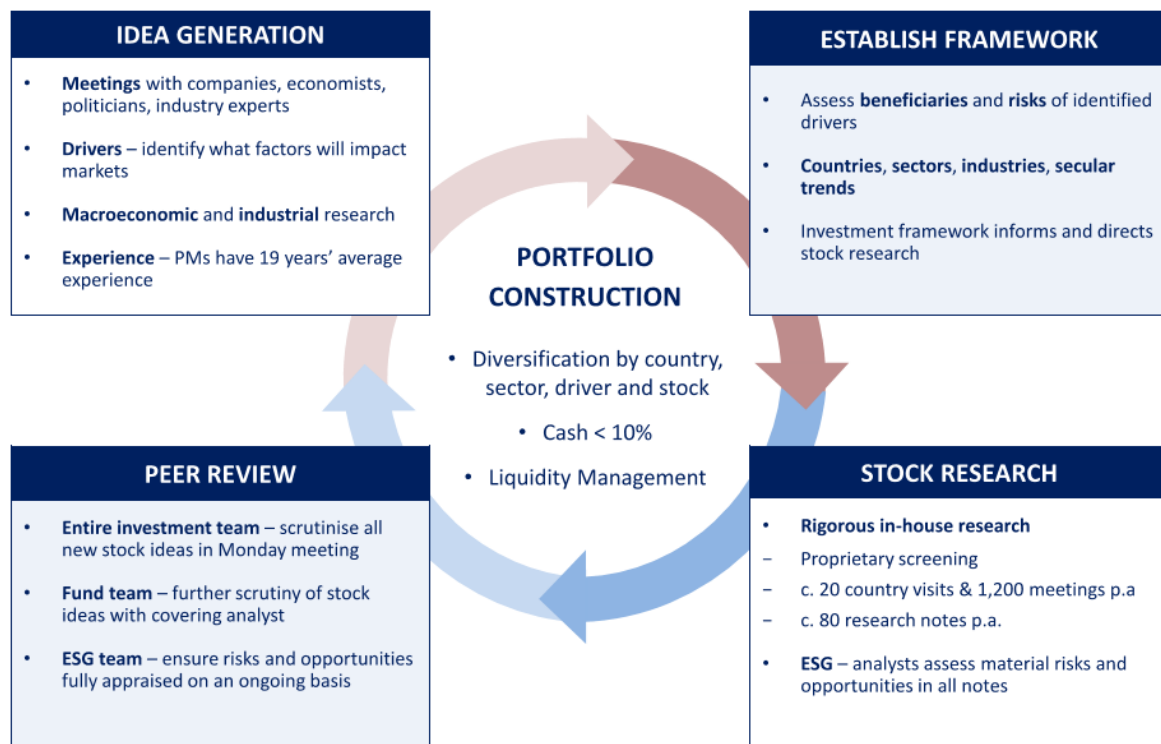 IDEA GENERATION
• Meetings with companies, economists,
politicians, industry experts
• Drivers – identify what factors will impact
markets
• Macroeconomic and industrial research
• Experience – PMs have 19 years’ average
experience
ESTABLISH FRAMEWORK
• Assess beneficiaries and risks of identified
drivers
• Countries, sectors, industries, secular
trends
• Investment framework informs and directs
stock research
PORTFOLIO
CONSTRUCTION
• Diversification by country,
sector, driver and stock
• Cash < 10%
• Liquidity Management
PEER REVIEW
• Entire investment team – scrutinise all
new stock ideas in Monday meeting
• Fund team – further scrutiny of stock
ideas with covering analyst
• ESG team – ensure risks and opportunities
fully appraised on an ongoing basis
STOCK RESEARCH
• Rigorous in-house research
– Proprietary screening
– c. 20 country visits & 1,200 meetings p.a
– c. 80 research notes p.a.
• ESG – analysts assess material risks and
opportunities in all notes